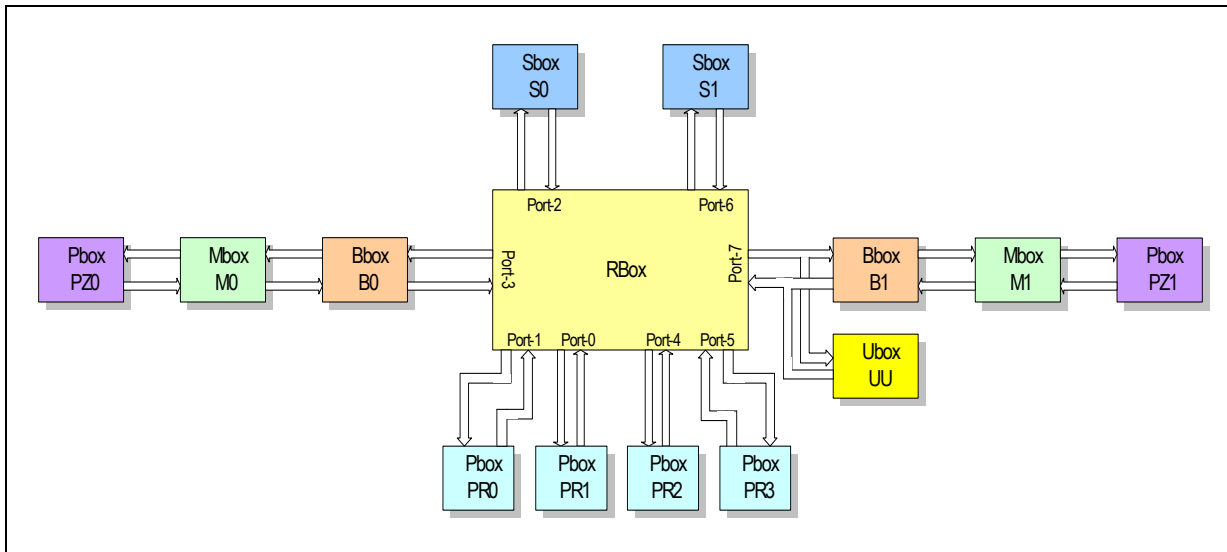 Sbox
S0
Sbox
S1
Port-2
Port-6
Pbox
PZ0
Mbox
M0
Bbox
B0
Port-3
RBox
Port-7
Bbox
B1
Mbox
M1
Pbox
PZ1
Port-1
Port-0
Port-4
Port-5
Ubox
UU
Pbox
PR0
Pbox
PR1
Pbox
PR2
Pbox
PR3